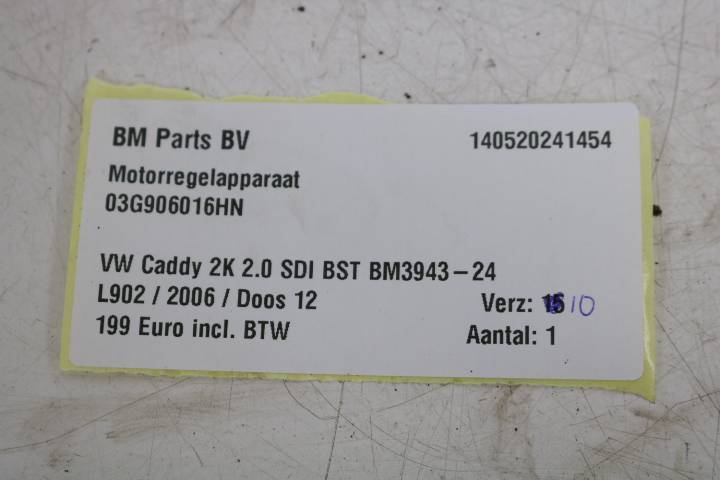 BM Parts BV 140520241454
Motorregelapparaat
03G906016HN
VW Caddy 2K 2.0 SDI BST BM3943-24
L902 / 2006 / Doos 12 Verz: 15 10
199 Euro incl. BTW Aantal: 1